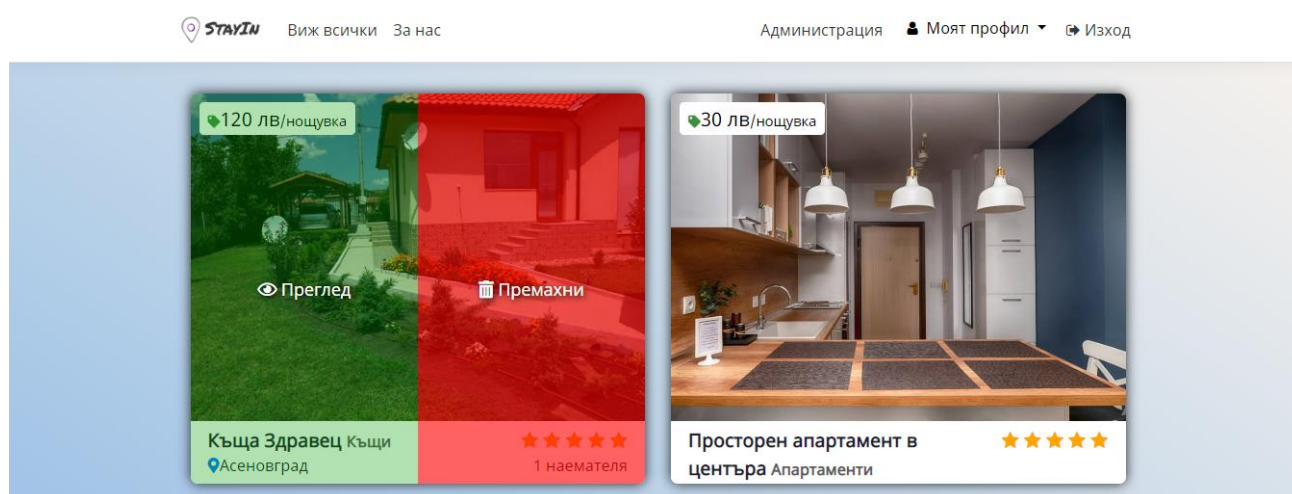 StayIn Виж всички За нас Администрация Моят профил Изход
120 лв/нощувка
30 лв/нощувка
Преглед
Премахни
Къща Здравец Къщи
Асеновград
1 наемателя
Просторен апартамент в
центъра Апартаменти